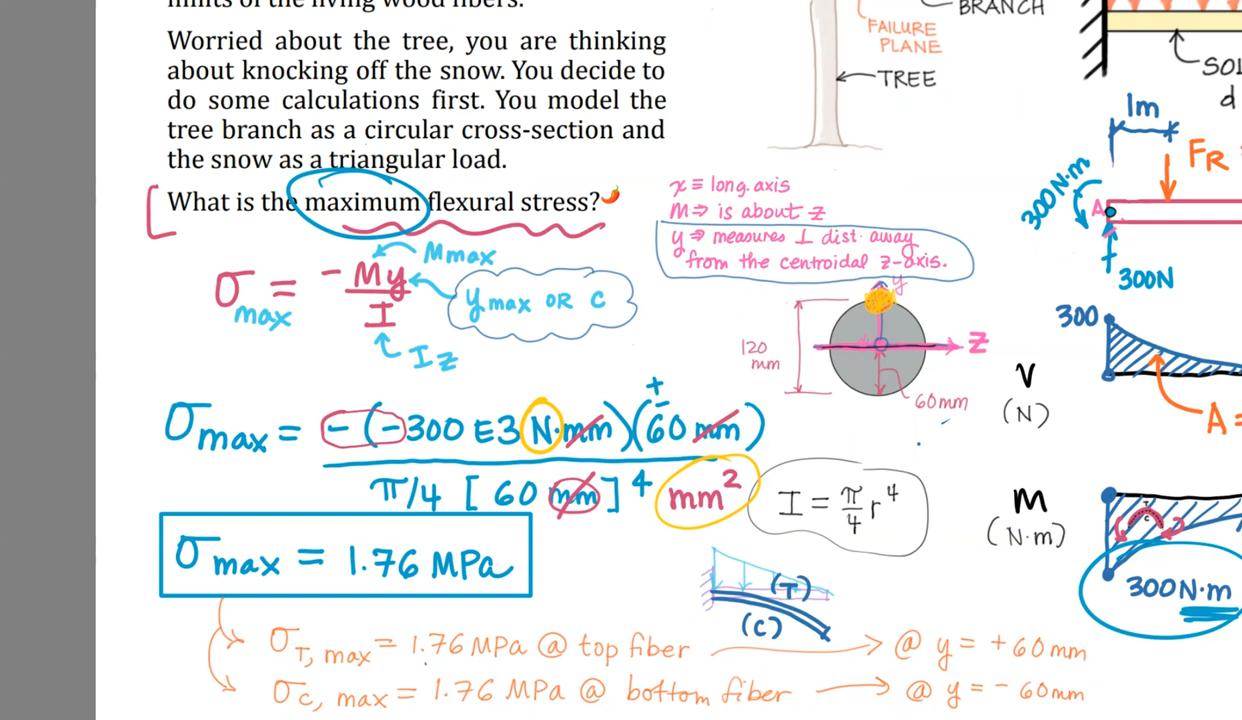 limits of the living wood fibers.
Worried about the tree, you are thinking
about knocking off the snow. You decide to
do some calculations first. You model the
tree branch as a circular cross-section and
the snow as a triangular load.
What is the maximum flexural stress?
BRANCH
FAILURE
PLANE
TREE
SOL
d
1m
FR =
300N·m
A
300N
x ≡ long. axis
M ⇒ is about z
y ⇒ measures ⊥ dist. away
from the centroidal z-axis.
σmax = -My/I
Mmax
ymax OR c
Iz
y
z
120
mm
60mm
300
V
(N)
A =
σmax = -(-300E3 N·mm)(±60 mm)
π/4 [60 mm]⁴ mm²
I = π/4 r⁴
M
(N·m)
T
C
300N·m
σmax = 1.76 MPa
(T)
(C)
σT, max = 1.76 MPa @ top fiber → @ y = +60mm
σC, max = 1.76 MPa @ bottom fiber → @ y = -60mm